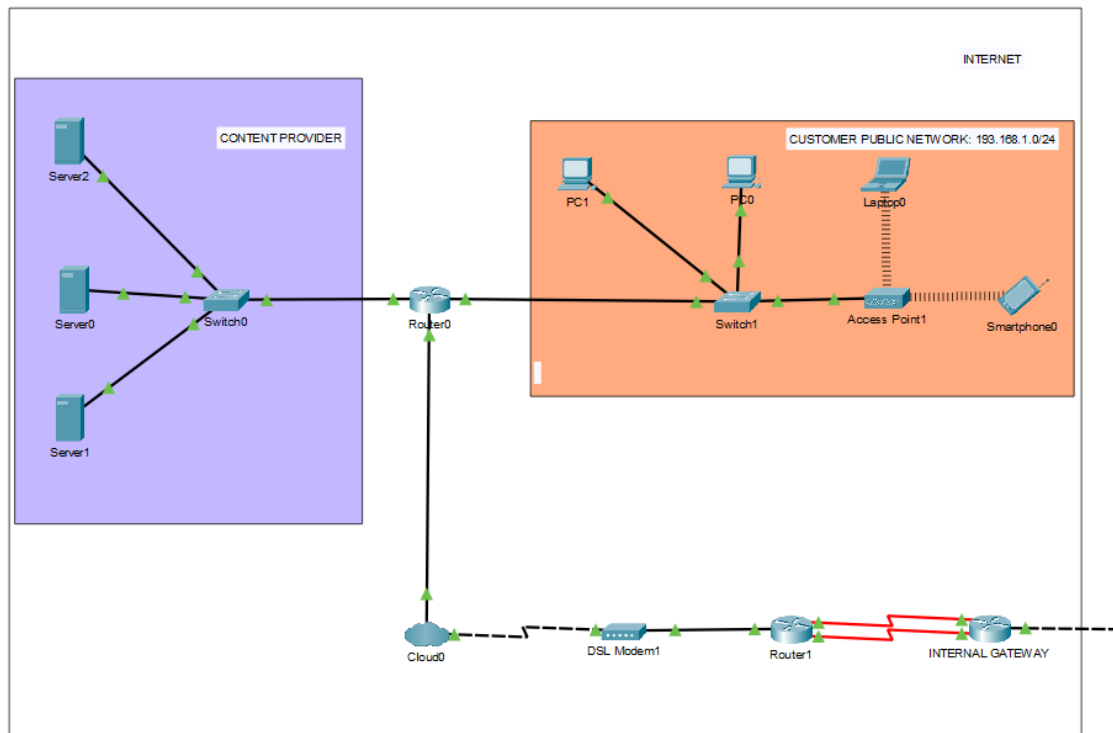 INTERNET
CONTENT PROVIDER
CUSTOMER PUBLIC NETWORK: 193.168.1.0/24
Server2
PC1
PC0
Laptop0
Server0
Switch0
Router0
Switch1
Access Point1
Smartphone0
Server1
Cloud0
DSL Modem1
Router1
INTERNAL GATEWAY